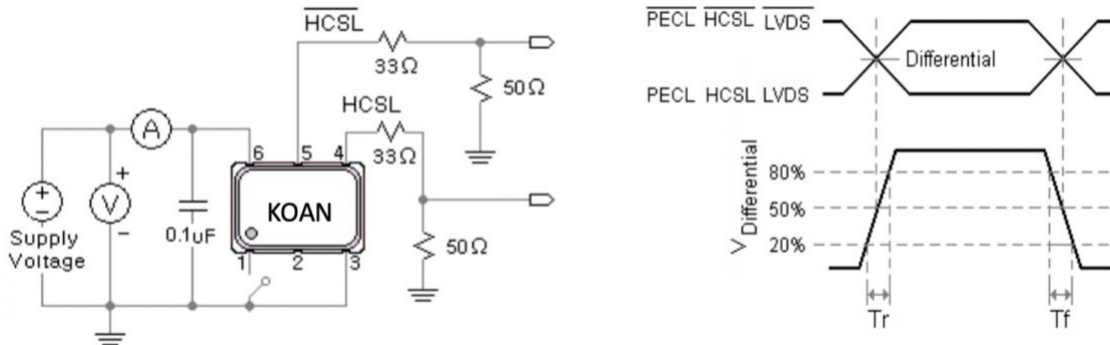 HCSL
33Ω
50Ω
HCSL
33Ω
50Ω
A
V
+
−
+
−
Supply
Voltage
0.1uF
6 5 4
KOAN
1 2 3
PECL HCSL LVDS
Differential
PECL HCSL LVDS
V Differential
80%
50%
20%
Tr
Tf